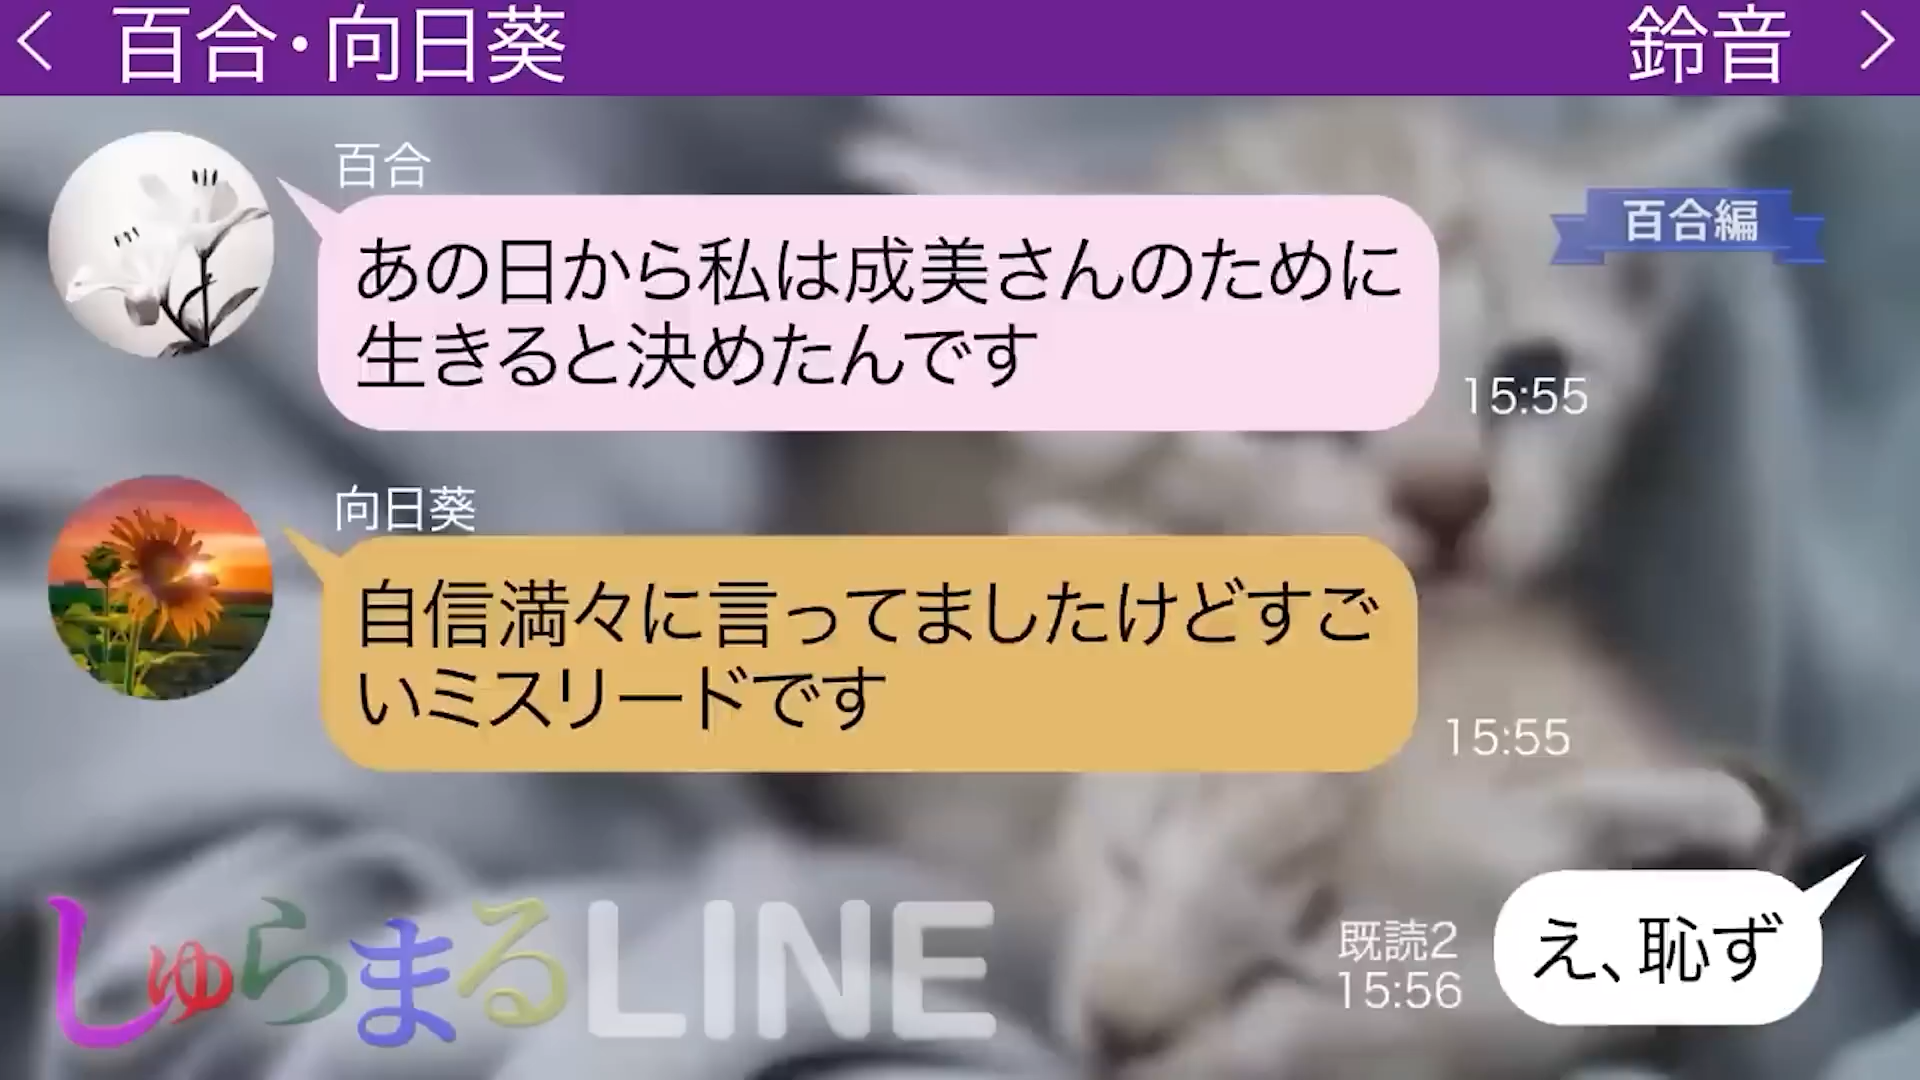 百合・向日葵
鈴音
百合
百合編
あの日から私は成美さんのために
生きると決めたんです
15:55
向日葵
自信満々に言ってましたけどすご
いミスリードです
15:55
え、恥ず
既読2
15:56
しゅらまるLINE